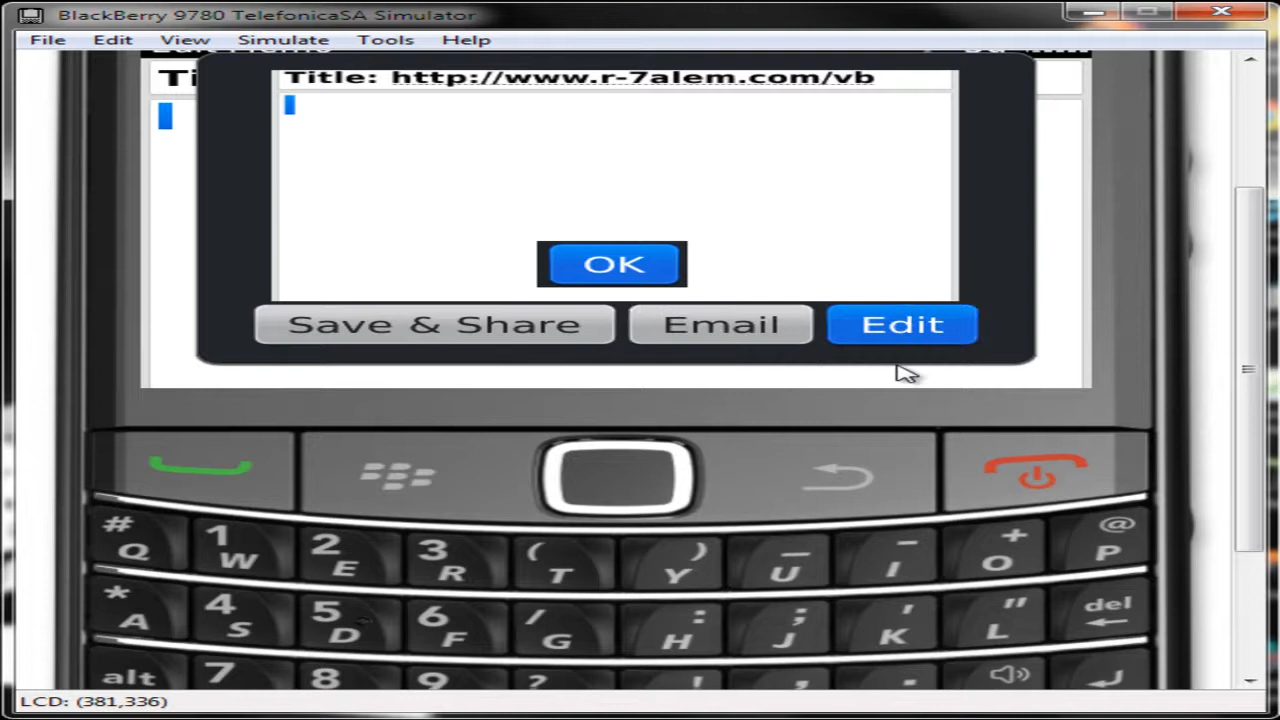 BlackBerry 9780 TelefonicaSA Simulator
File Edit View Simulate Tools Help
Ti
Title: http://www.r-7alem.com/vb
OK
Save & Share Email Edit
# 1 2 3 ( ) _ - + @
Q W E R T Y U I O P
* 4 5 6 / : ; ' " del
A S D F G H J K L
alt 7 8 9 ? ! , .
LCD: (381,336)